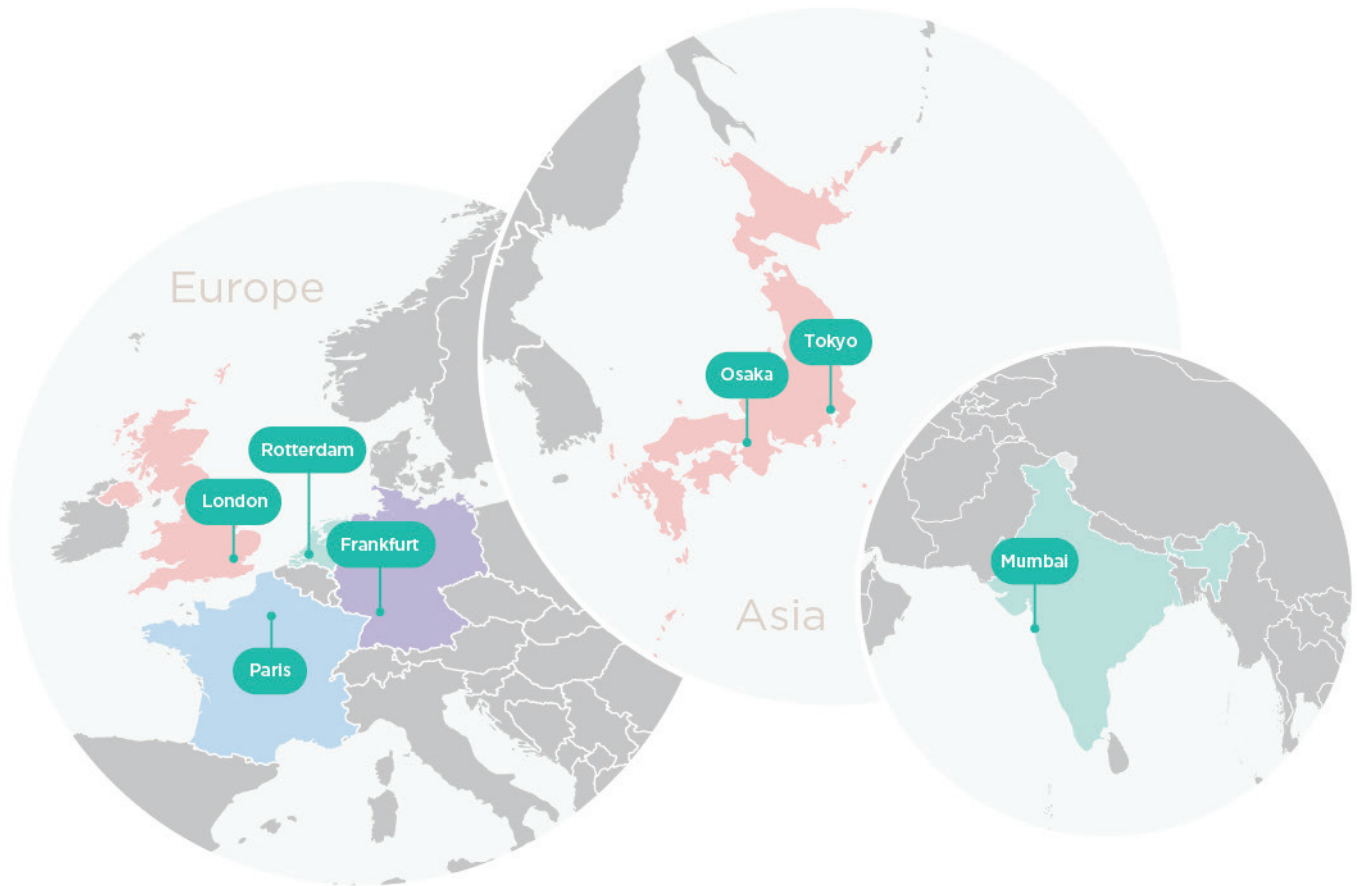 Europe
Rotterdam
London
Frankfurt
Paris
Tokyo
Osaka
Asia
Mumbai